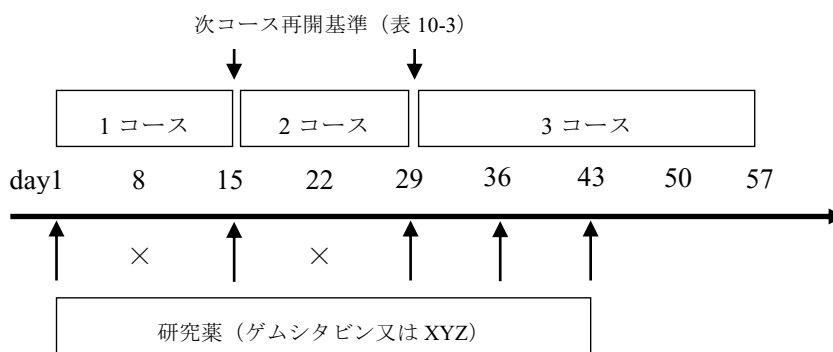 次コース再開基準（表 10-3）
1 コース 2 コース 3 コース
day1 8 15 22 29 36 43 50 57
× ×
研究薬（ゲムシタビン又は XYZ）